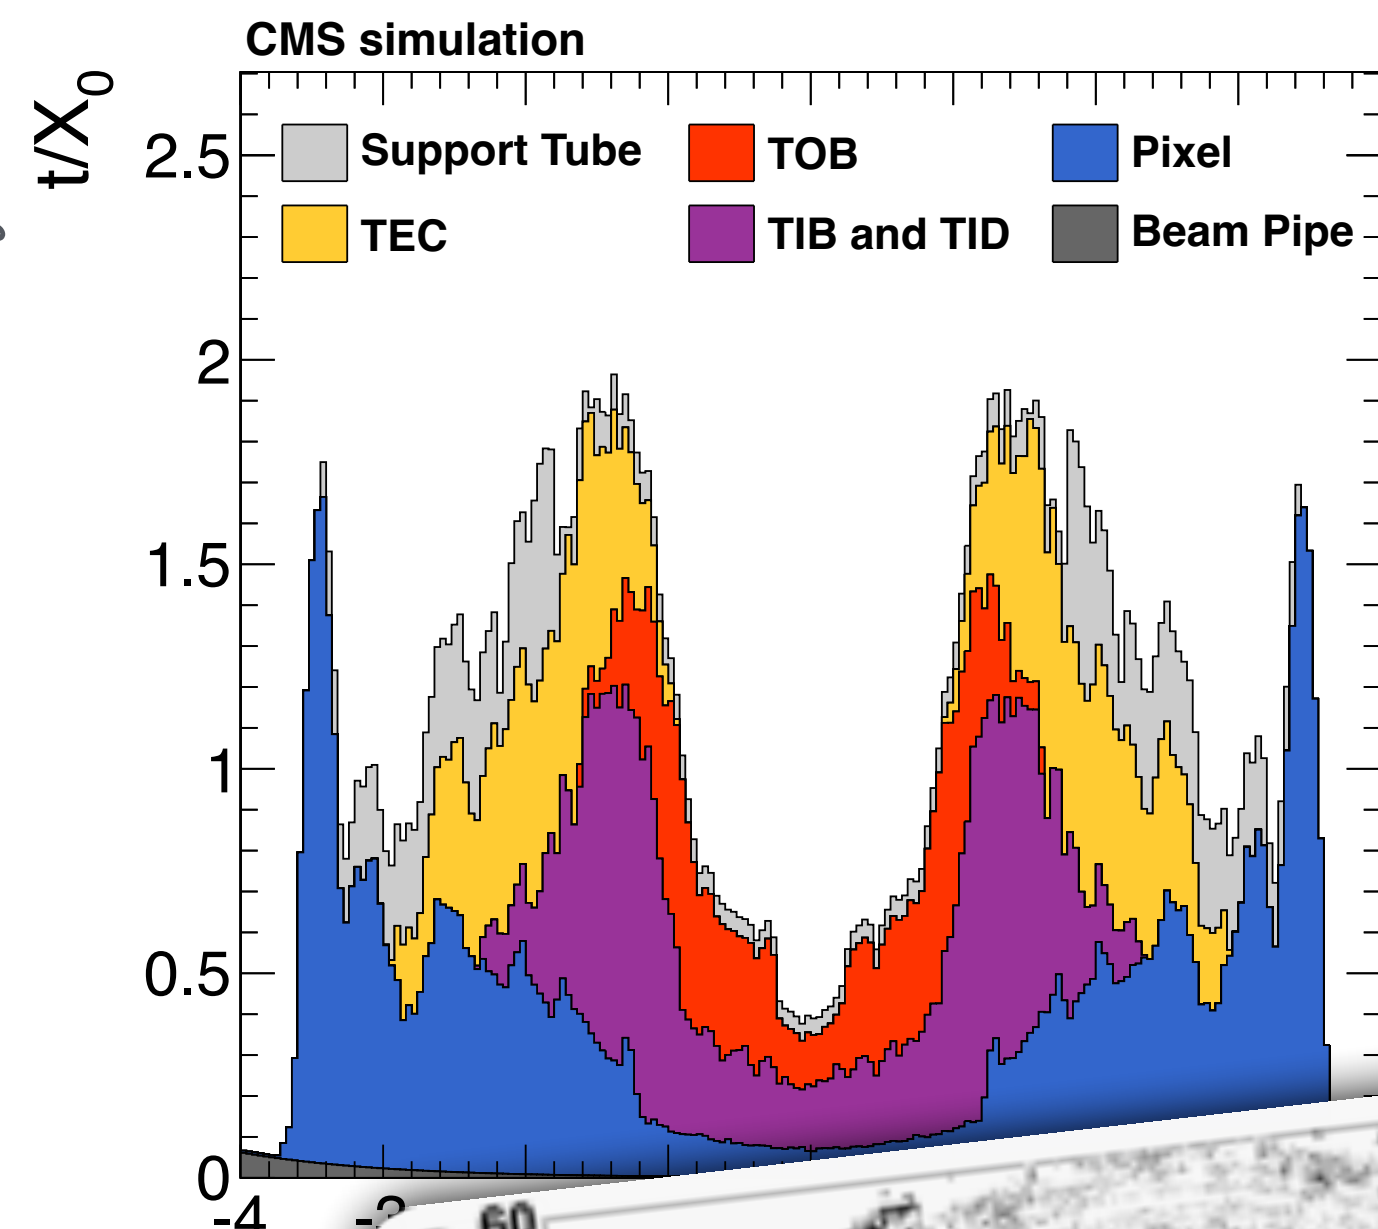 CMS simulation
t/X0
2.5
Support Tube
TOB
Pixel
TEC
TIB and TID
Beam Pipe
2
1.5
1
0.5
0
-4
60